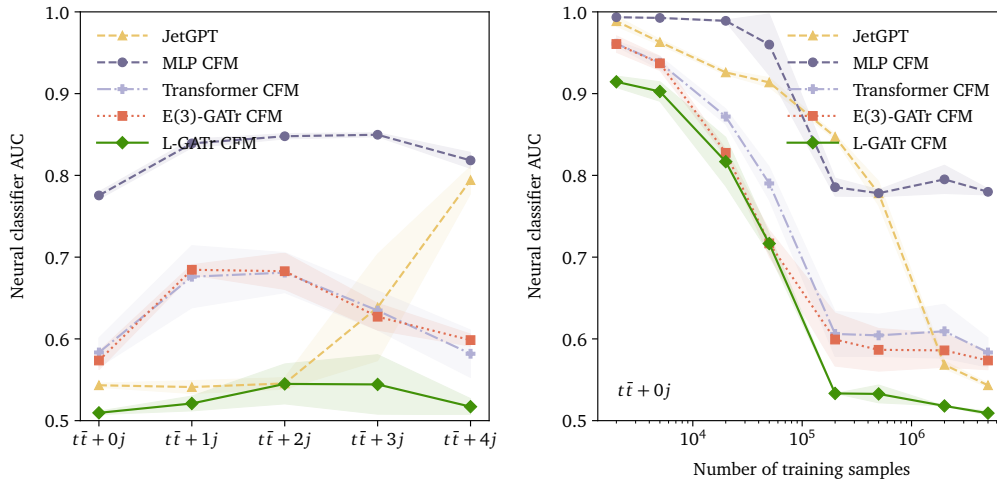 Neural classifier AUC
1.0
0.9
0.8
0.7
0.6
0.5
JetGPT
MLP CFM
Transformer CFM
E(3)-GATr CFM
L-GATr CFM
tt̄ + 0j
tt̄ + 1j
tt̄ + 2j
tt̄ + 3j
tt̄ + 4j
Neural classifier AUC
1.0
0.9
0.8
0.7
0.6
0.5
JetGPT
MLP CFM
Transformer CFM
E(3)-GATr CFM
L-GATr CFM
tt̄ + 0j
10⁴
10⁵
10⁶
Number of training samples